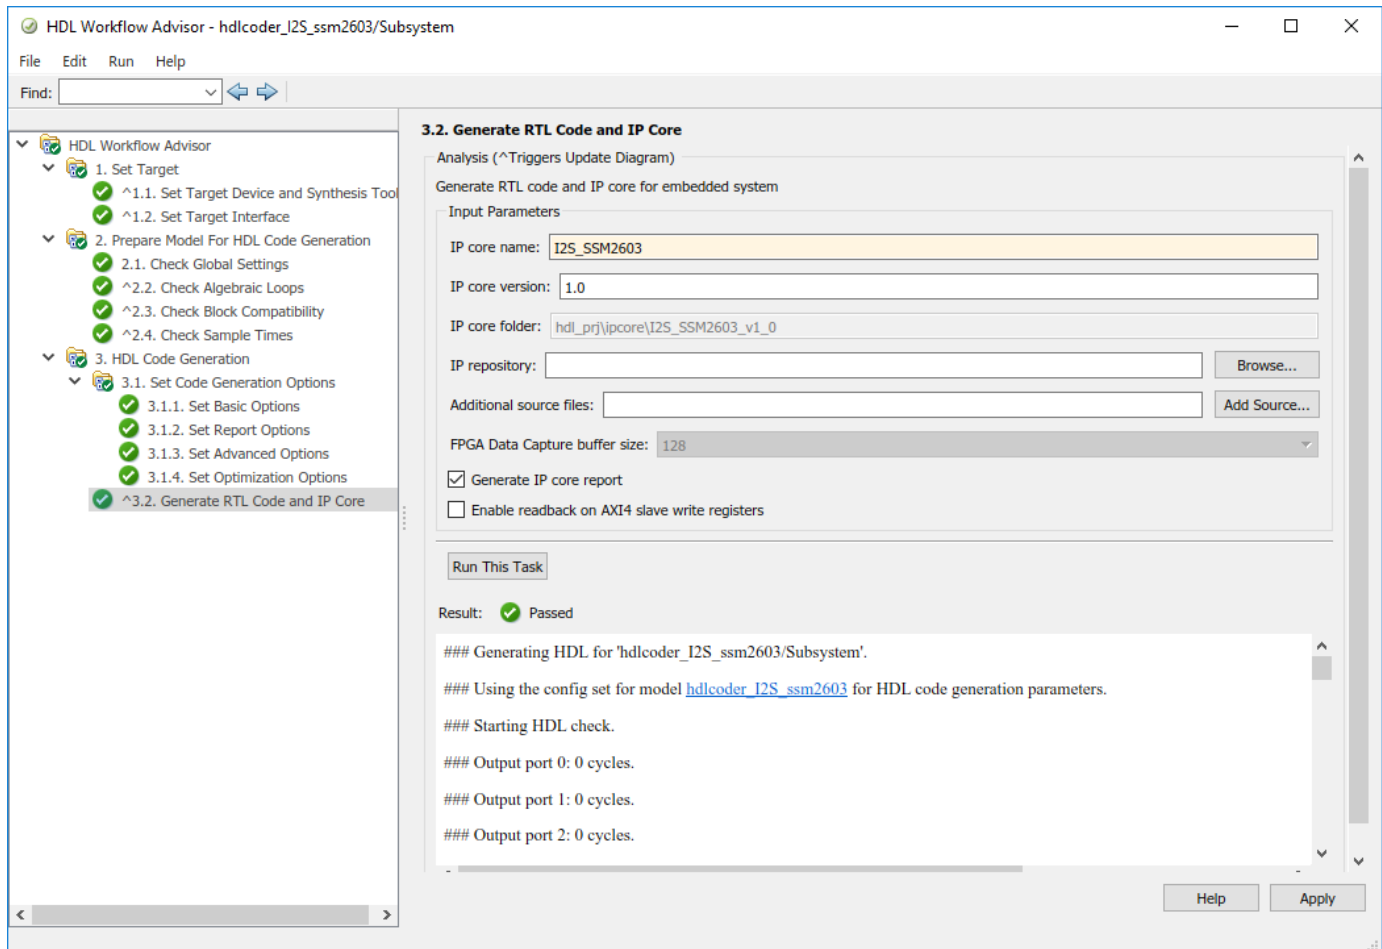 HDL Workflow Advisor - hdlcoder_I2S_ssm2603/Subsystem
File Edit Run Help
Find:
HDL Workflow Advisor
1. Set Target
^1.1. Set Target Device and Synthesis Tool
^1.2. Set Target Interface
2. Prepare Model For HDL Code Generation
2.1. Check Global Settings
^2.2. Check Algebraic Loops
^2.3. Check Block Compatibility
^2.4. Check Sample Times
3. HDL Code Generation
3.1. Set Code Generation Options
3.1.1. Set Basic Options
3.1.2. Set Report Options
3.1.3. Set Advanced Options
3.1.4. Set Optimization Options
^3.2. Generate RTL Code and IP Core
3.2. Generate RTL Code and IP Core
Analysis (^Triggers Update Diagram)
Generate RTL code and IP core for embedded system
Input Parameters
IP core name: I2S_SSM2603
IP core version: 1.0
IP core folder: hdl_prj\ipcore\I2S_SSM2603_v1_0
IP repository: Browse...
Additional source files: Add Source...
FPGA Data Capture buffer size: 128
Generate IP core report
Enable readback on AXI4 slave write registers
Run This Task
Result: Passed
### Generating HDL for 'hdlcoder_I2S_ssm2603/Subsystem'.
### Using the config set for model hdlcoder_I2S_ssm2603 for HDL code generation parameters.
### Starting HDL check.
### Output port 0: 0 cycles.
### Output port 1: 0 cycles.
### Output port 2: 0 cycles.
Help Apply